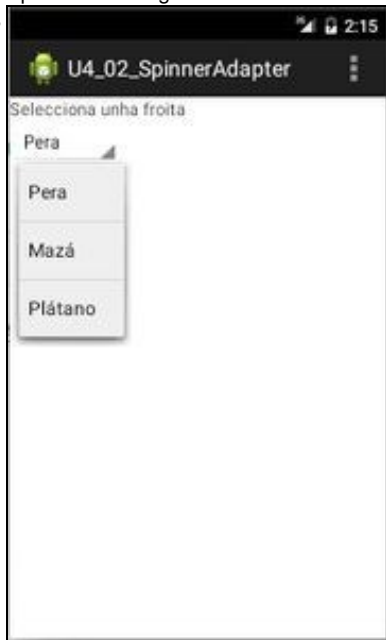 2:15
U4_02_SpinnerAdapter
Selecciona unha froita
Pera
Pera
Mazá
Plátano